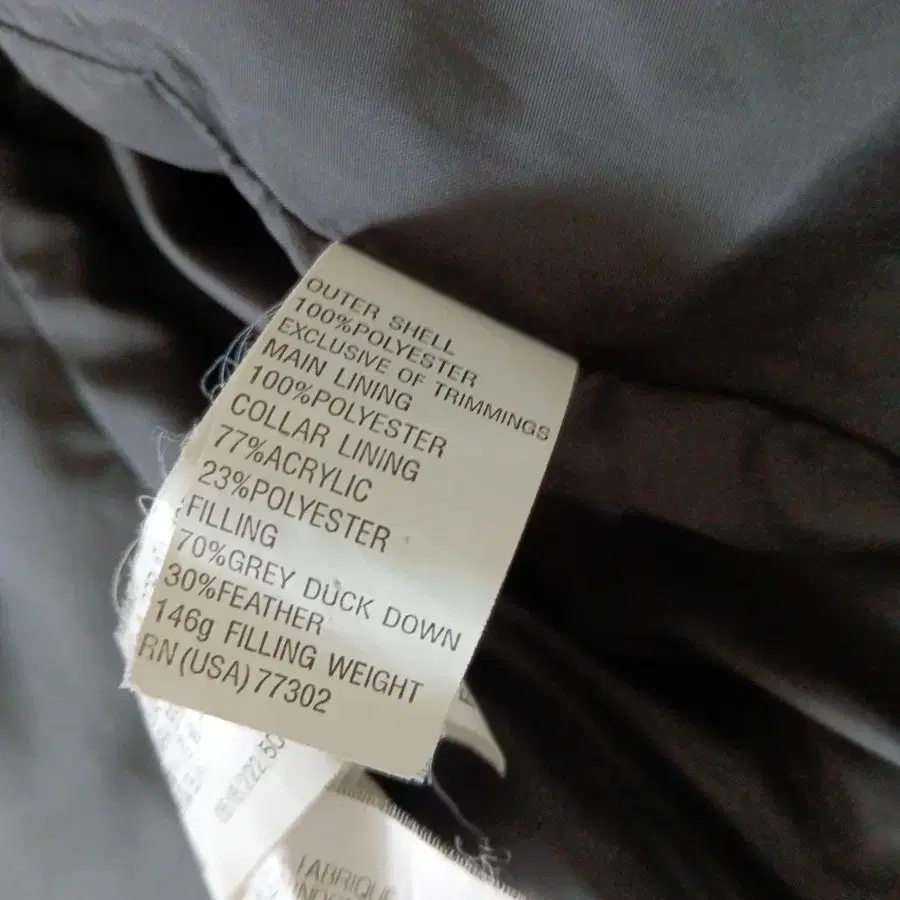 OUTER SHELL
100%POLYESTER
EXCLUSIVE OF TRIMMINGS
MAIN LINING
100%POLYESTER
COLLAR LINING
77%ACRYLIC
23%POLYESTER
FILLING
70%GREY DUCK DOWN
30%FEATHER
146g FILLING WEIGHT
RN(USA)77302
FABRIQUE